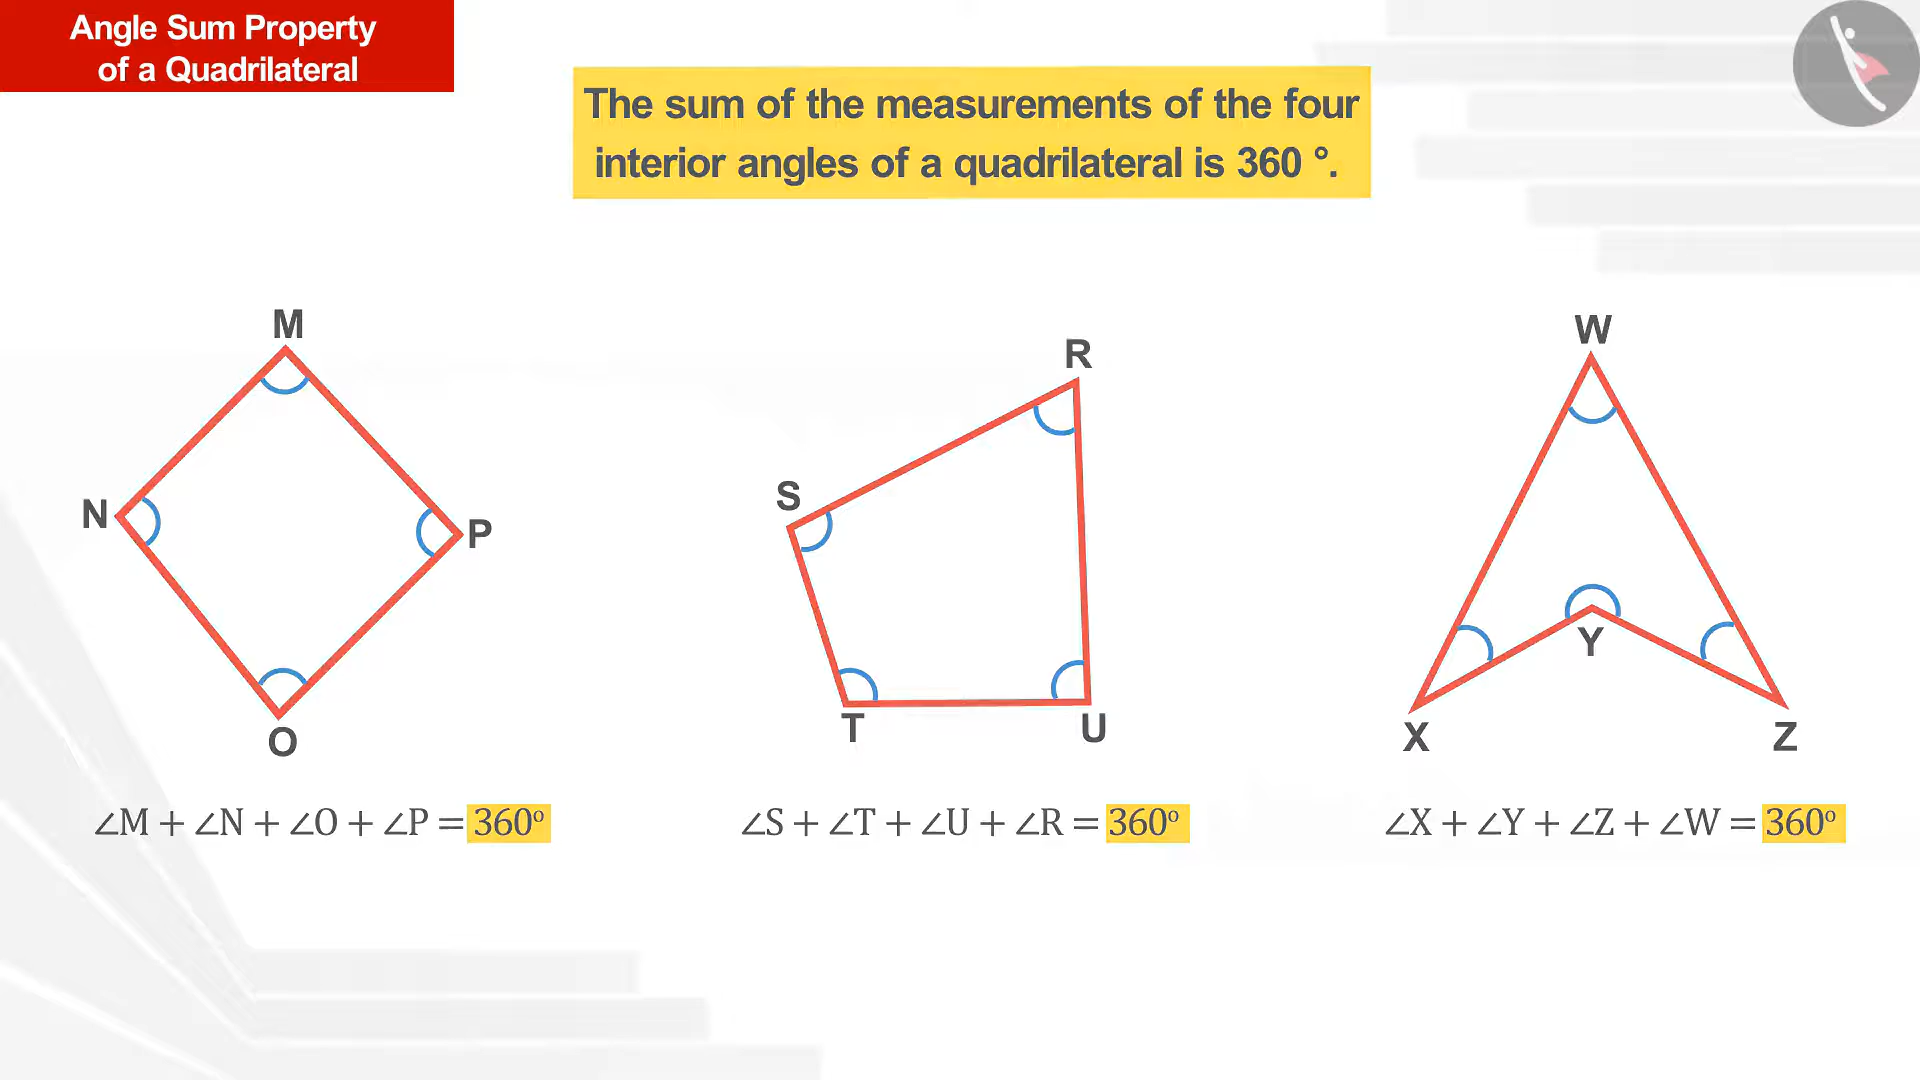 Angle Sum Property
of a Quadrilateral
The sum of the measurements of the four
interior angles of a quadrilateral is 360 °.
M
N
P
O
R
S
T
U
W
Y
X
Z
∠M + ∠N + ∠O + ∠P = 360°
∠S + ∠T + ∠U + ∠R = 360°
∠X + ∠Y + ∠Z + ∠W = 360°